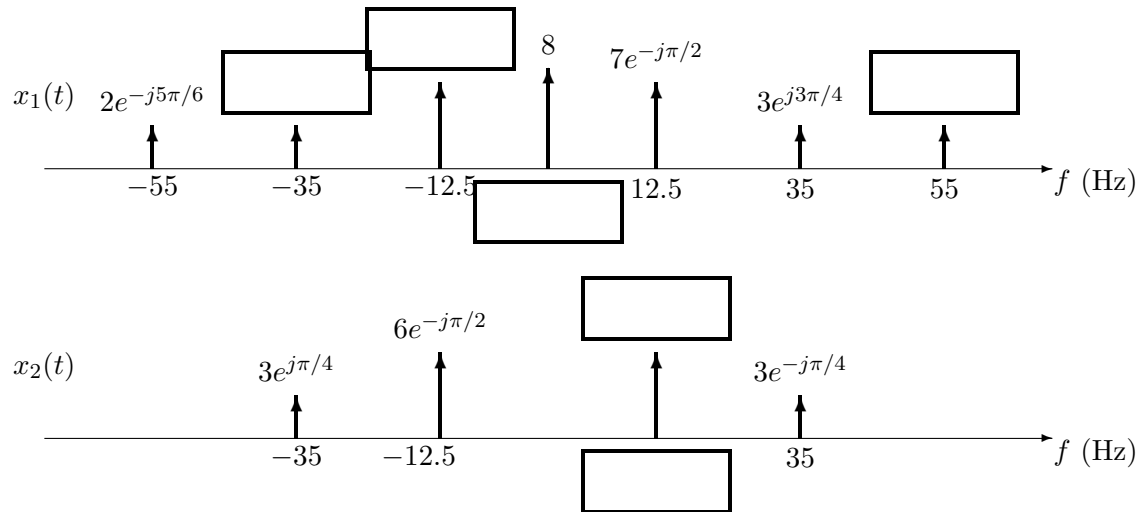 8
7e^{-jπ/2}
x_1(t) 2e^{-j5π/6} 3e^{j3π/4}
−55 −35 −12.5 12.5 35 55 f (Hz)
6e^{-jπ/2}
x_2(t) 3e^{jπ/4} 3e^{-jπ/4}
−35 −12.5 35 f (Hz)